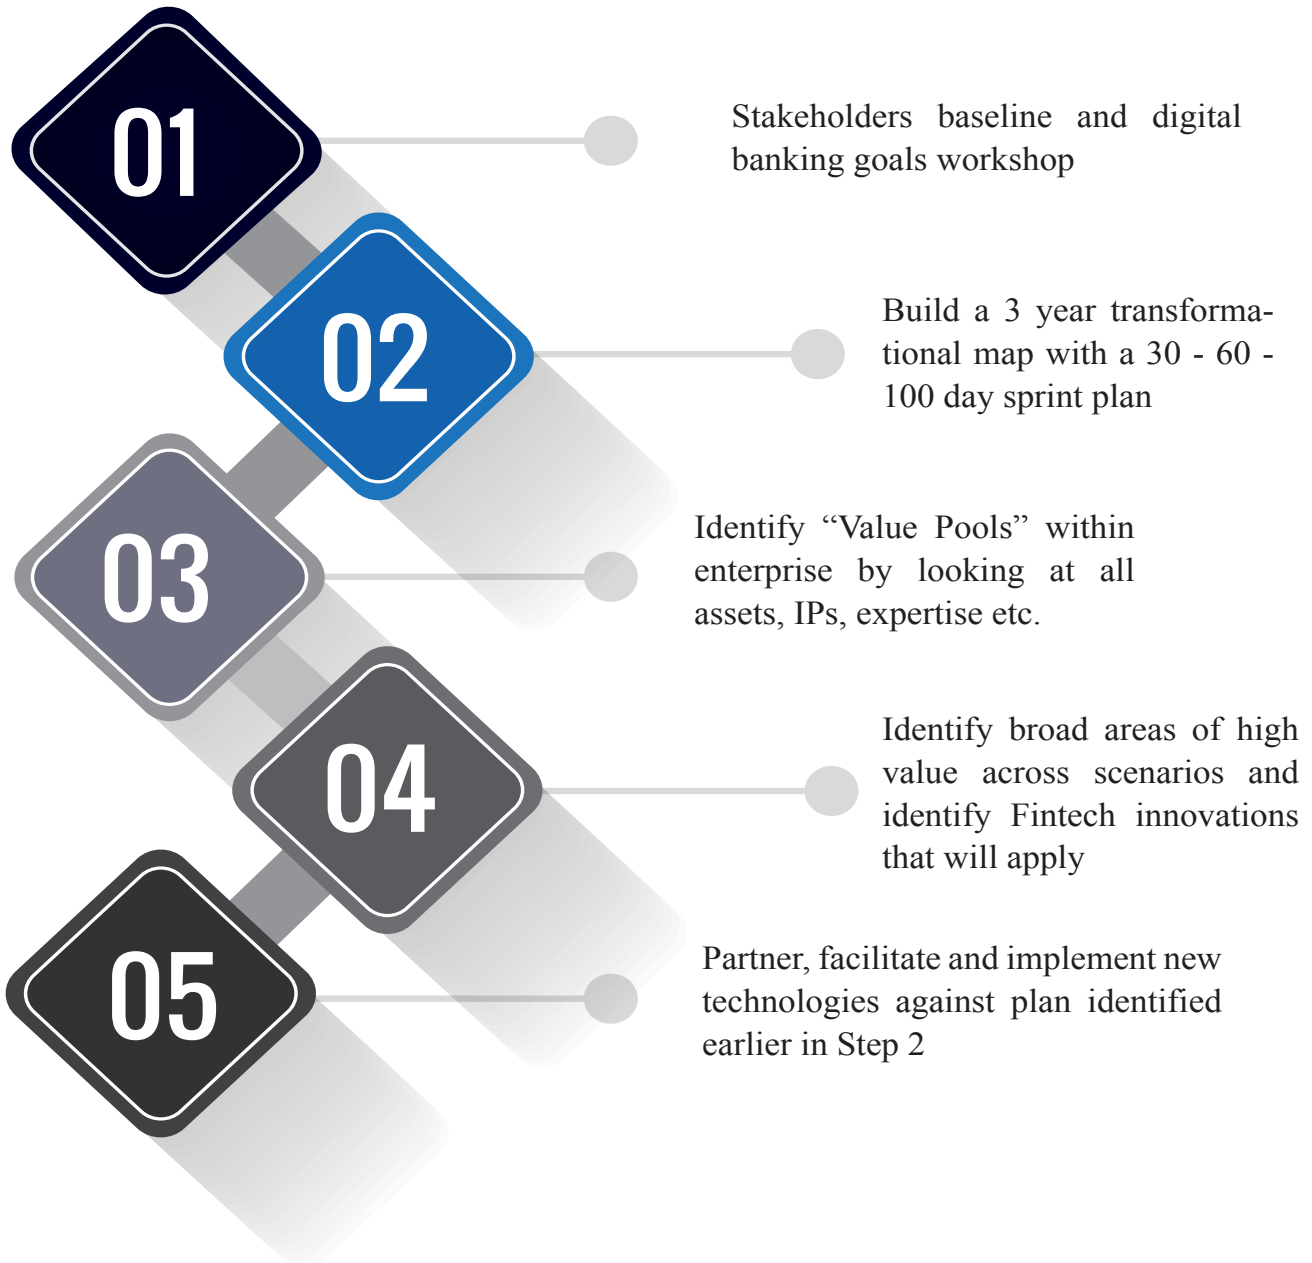 01
Stakeholders baseline and digital
banking goals workshop
02
Build a 3 year transforma-
tional map with a 30 - 60 -
100 day sprint plan
03
Identify “Value Pools” within
enterprise by looking at all
assets, IPs, expertise etc.
04
Identify broad areas of high
value across scenarios and
identify Fintech innovations
that will apply
05
Partner, facilitate and implement new
technologies against plan identified
earlier in Step 2